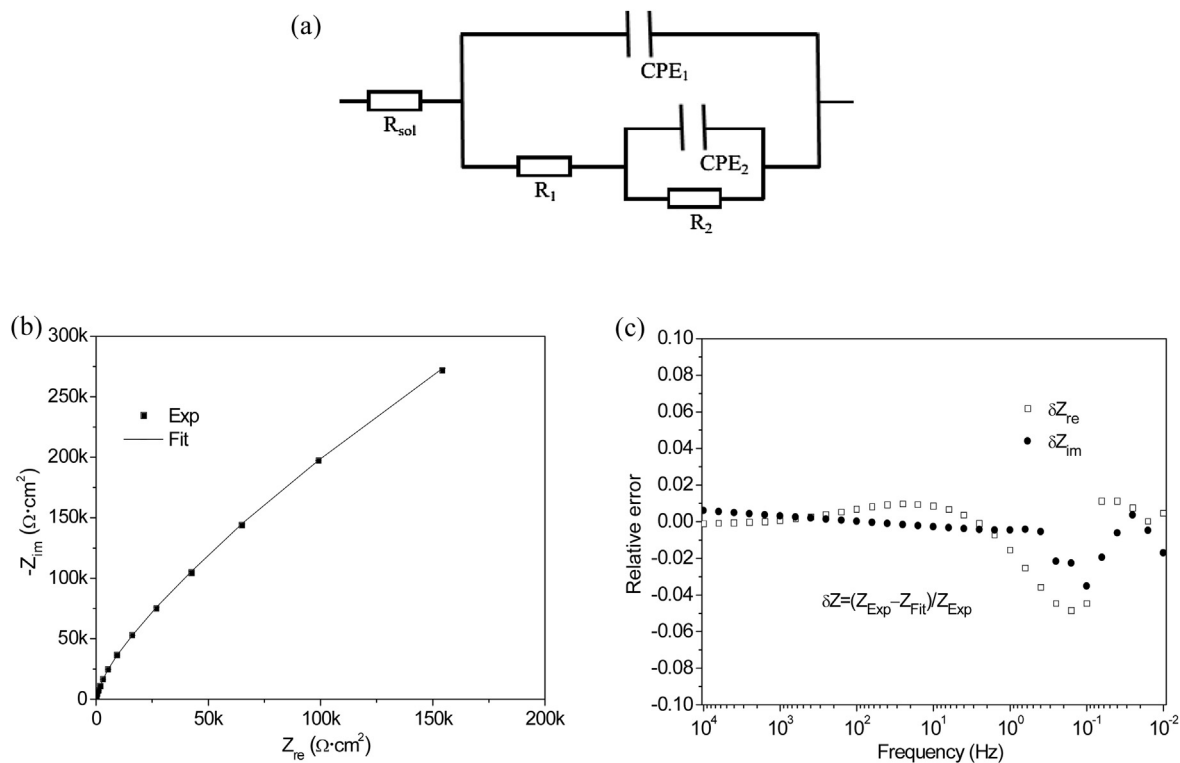 (a)
CPE₁
Rsol
CPE₂
R₁
R₂
(b)
300k
250k
200k
150k
100k
50k
0
-Zim (Ω·cm²)
Exp
Fit
0
50k
100k
150k
200k
Zre (Ω·cm²)
(c)
0.10
0.08
0.06
0.04
0.02
0.00
-0.02
-0.04
-0.06
-0.08
-0.10
Relative error
δZre
δZim
δZ=(ZExp−ZFit)/ZExp
10⁴
10³
10²
10¹
10⁰
10⁻¹
10⁻²
Frequency (Hz)